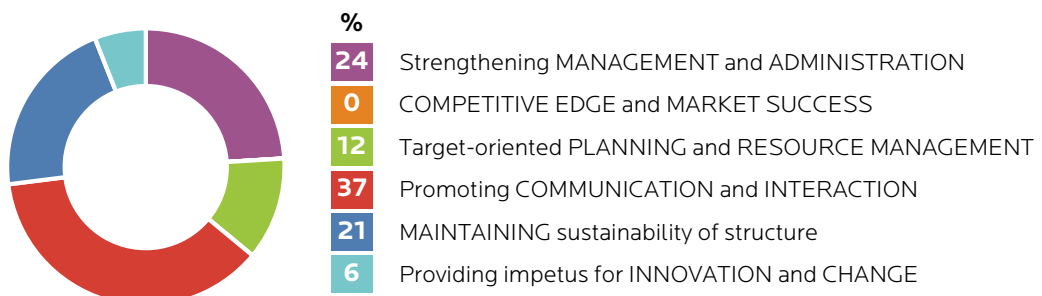 %
24 Strengthening MANAGEMENT and ADMINISTRATION
0 COMPETITIVE EDGE and MARKET SUCCESS
12 Target-oriented PLANNING and RESOURCE MANAGEMENT
37 Promoting COMMUNICATION and INTERACTION
21 MAINTAINING sustainability of structure
6 Providing impetus for INNOVATION and CHANGE